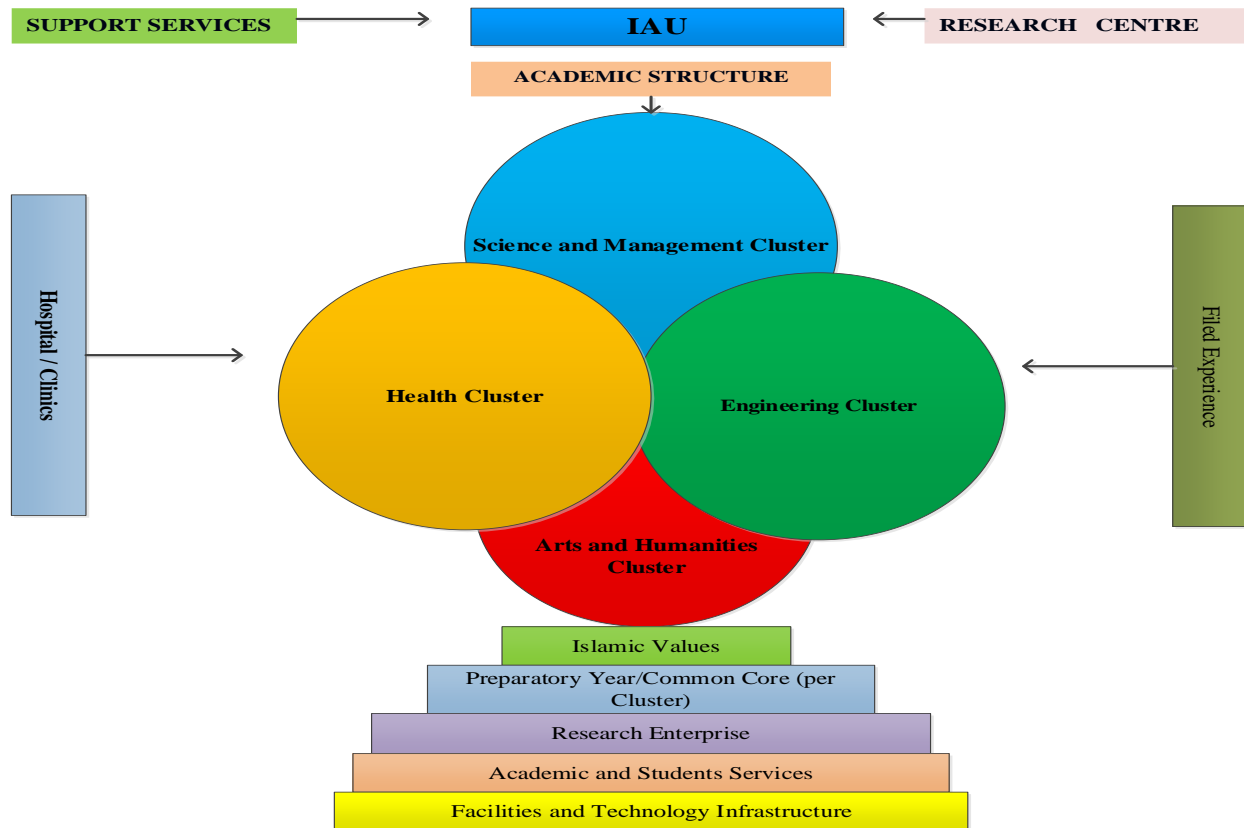 SUPPORT SERVICES
IAU
RESEARCH CENTRE
ACADEMIC STRUCTURE
Science and Management Cluster
Hospital / Clinics
Health Cluster
Engineering Cluster
Filed Experience
Arts and Humanities
Cluster
Islamic Values
Preparatory Year/Common Core (per
Cluster)
Research Enterprise
Academic and Students Services
Facilities and Technology Infrastructure